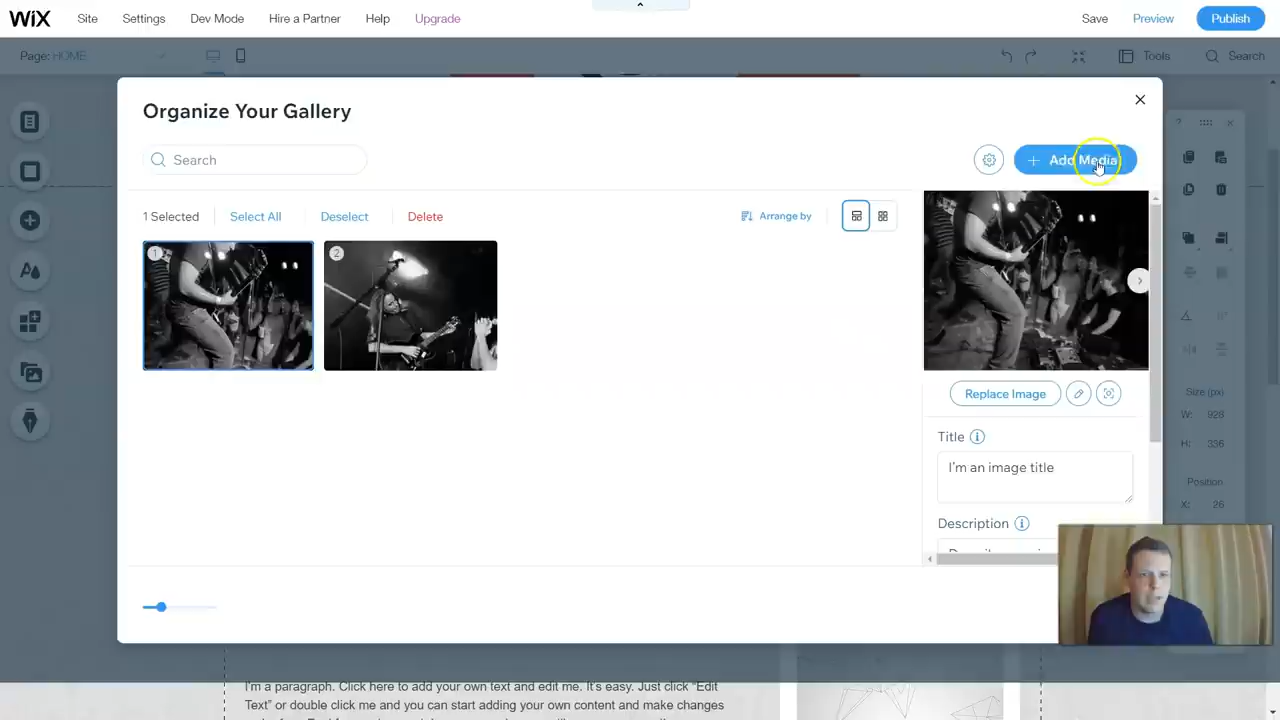 WiX Site Settings Dev Mode Hire a Partner Help Upgrade Save Preview Publish
Page: HOME Tools Search
Organize Your Gallery
Search
Add Media
1 Selected Select All Deselect Delete Arrange by
1 2
Replace Image
Title
I'm an image title
Description
Size (px)
W: 928
H: 336
Position
X: 26
I'm a paragraph. Click here to add your own text and edit me. It's easy. Just click “Edit
Text” or double click me and you can start adding your own content and make changes